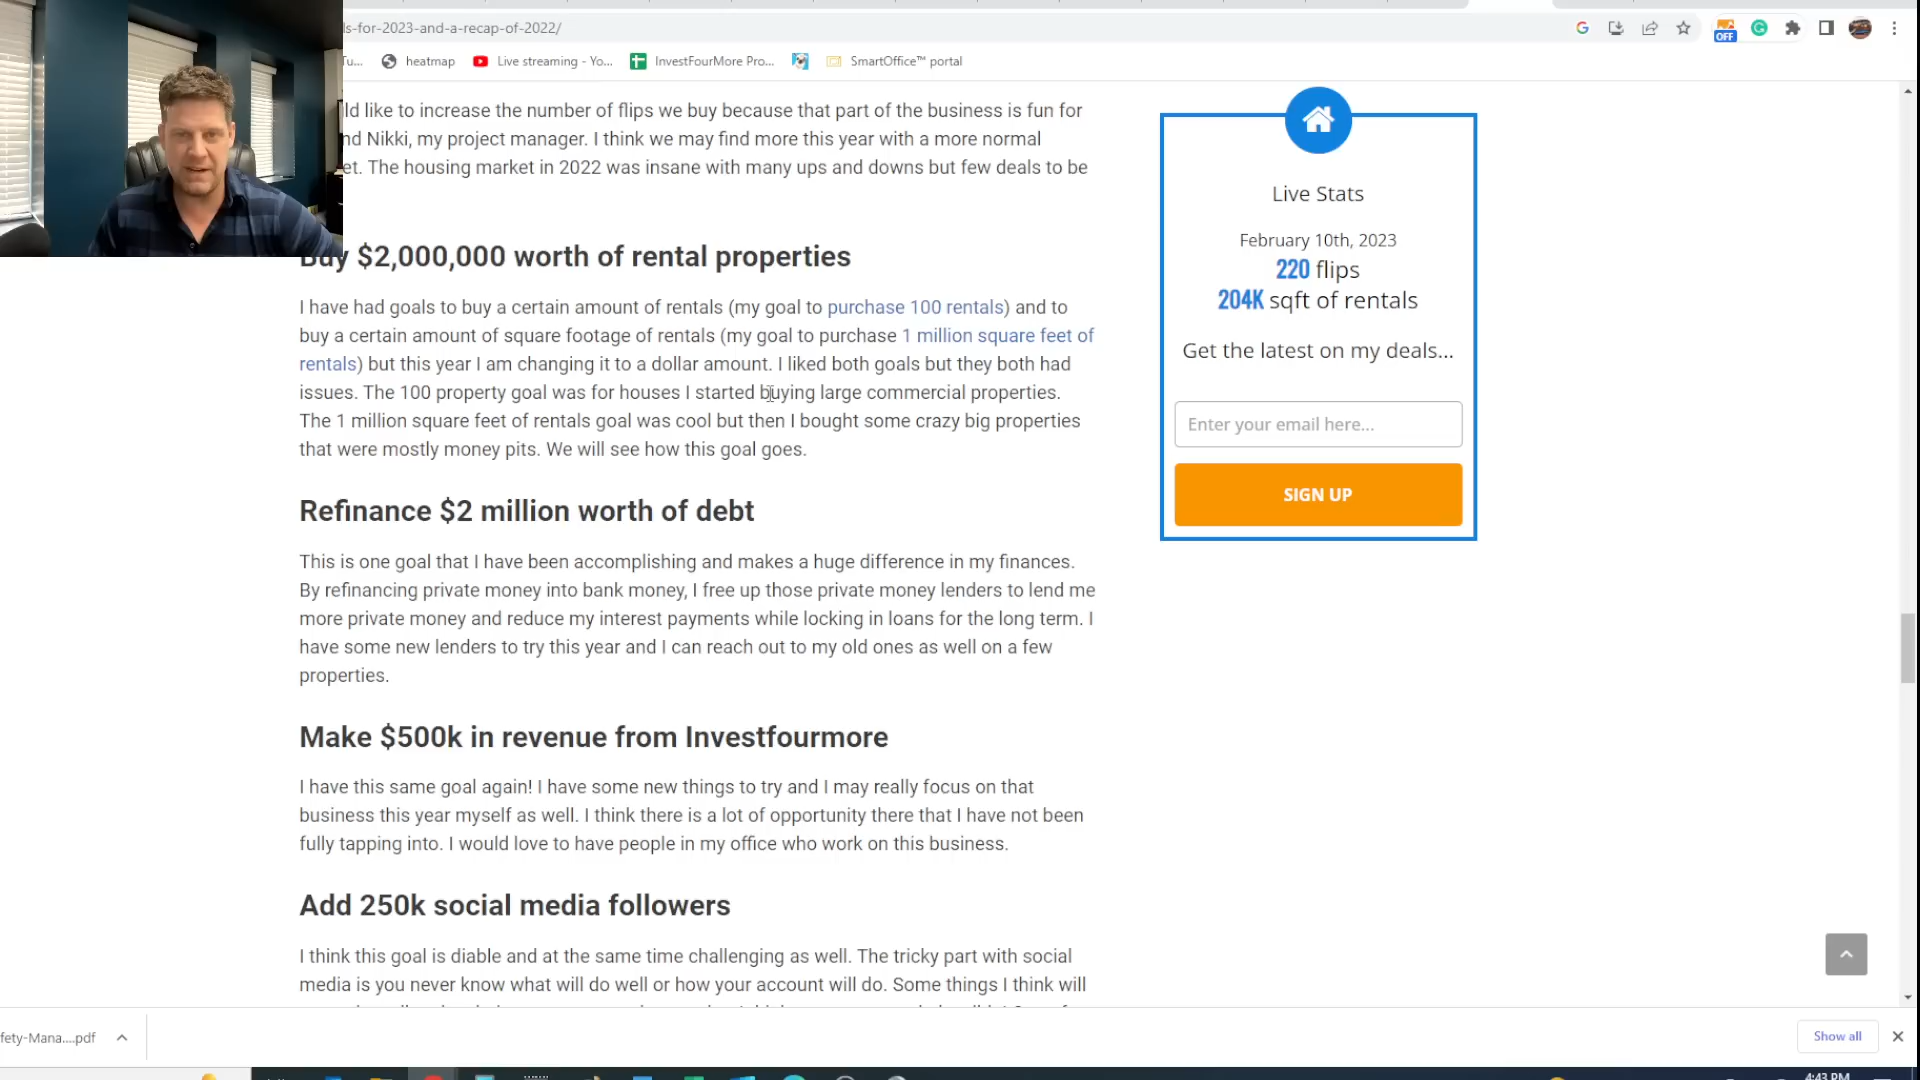 ls-for-2023-and-a-recap-of-2022/
heatmap
Live streaming - Yo...
InvestFourMore Pro...
SmartOffice™ portal
OFF
ld like to increase the number of flips we buy because that part of the business is fun for
nd Nikki, my project manager. I think we may find more this year with a more normal
et. The housing market in 2022 was insane with many ups and downs but few deals to be
Buy $2,000,000 worth of rental properties
I have had goals to buy a certain amount of rentals (my goal to purchase 100 rentals) and to
buy a certain amount of square footage of rentals (my goal to purchase 1 million square feet of
rentals) but this year I am changing it to a dollar amount. I liked both goals but they both had
issues. The 100 property goal was for houses I started buying large commercial properties.
The 1 million square feet of rentals goal was cool but then I bought some crazy big properties
that were mostly money pits. We will see how this goal goes.
Refinance $2 million worth of debt
This is one goal that I have been accomplishing and makes a huge difference in my finances.
By refinancing private money into bank money, I free up those private money lenders to lend me
more private money and reduce my interest payments while locking in loans for the long term. I
have some new lenders to try this year and I can reach out to my old ones as well on a few
properties.
Make $500k in revenue from Investfourmore
I have this same goal again! I have some new things to try and I may really focus on that
business this year myself as well. I think there is a lot of opportunity there that I have not been
fully tapping into. I would love to have people in my office who work on this business.
Add 250k social media followers
I think this goal is diable and at the same time challenging as well. The tricky part with social
media is you never know what will do well or how your account will do. Some things I think will
Live Stats
February 10th, 2023
220 flips
204K sqft of rentals
Get the latest on my deals...
Enter your email here...
SIGN UP
fety-Mana....pdf
Show all
4:43 PM